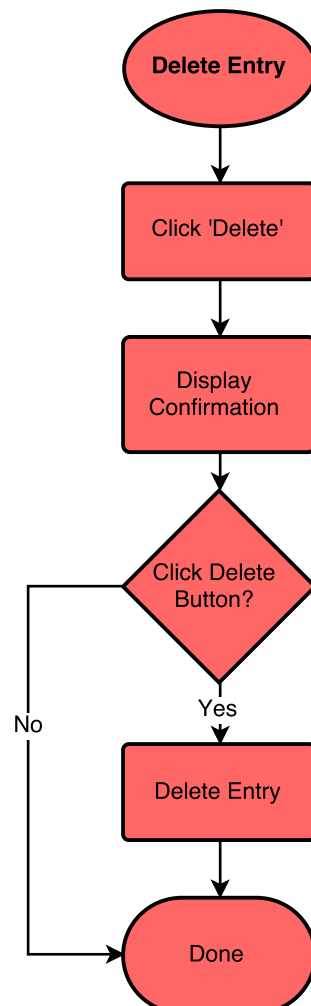 Delete Entry
Click 'Delete'
Display
Confirmation
Click Delete
Button?
Yes
No
Delete Entry
Done